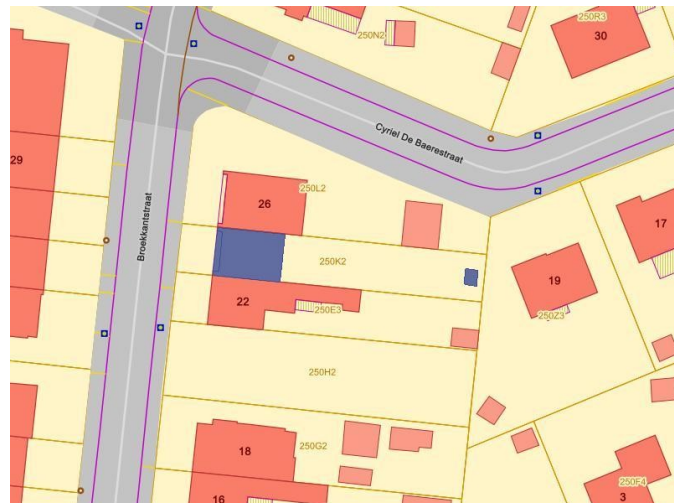 250R3
30
250N2
Cyriel De Baerestraat
29
250L2
26
17
Broekkantstraat
250K2
19
22
250E3
250Z3
250H2
250G2
18
250F4
16
3